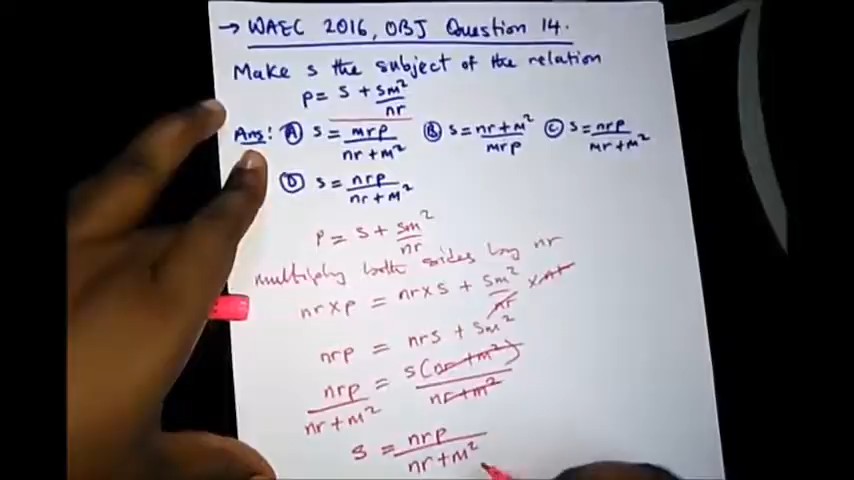 → WAEC 2016, OBJ Question 14.
Make s the subject of the relation
P = S + sm²/nr
Ans: (A) s = mrp/nr+m² (B) s = nr+m²/mrp (C) s = nrp/mr+m²
(D) s = nrp/nr+m²
P = s + sm²/nr
multiply both sides by nr
nr×p = nr×s + sm²/nr × nr
nrp = nrs + sm²
nrp/nr+m² = s(nr+m²)/nr+m²
s = nrp/nr+m²